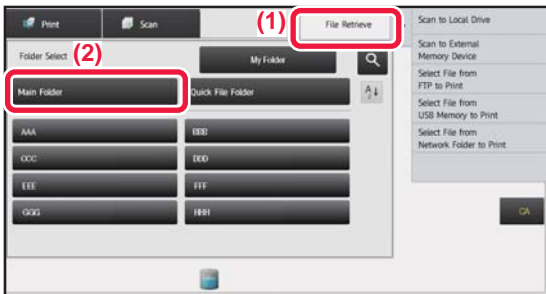 Print
Scan
(1)
File Retrieve
Folder Select
(2)
My Folder
Main Folder
Quick File Folder
AAA
BBB
CCC
DDD
EEE
FFF
GGG
HHH
Scan to Local Drive
Scan to External
Memory Device
Select File from
FTP to Print
Select File from
USB Memory to Print
Select File from
Network Folder to Print
CA